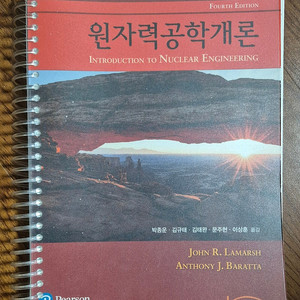 FOURTH EDITION
원자력공학개론
INTRODUCTION TO NUCLEAR ENGINEERING
박종운 · 김규태 · 김태완 · 문주현 · 이상훈 옮김
JOHN R. LAMARSH
ANTHONY J. BARATTA
Pearson